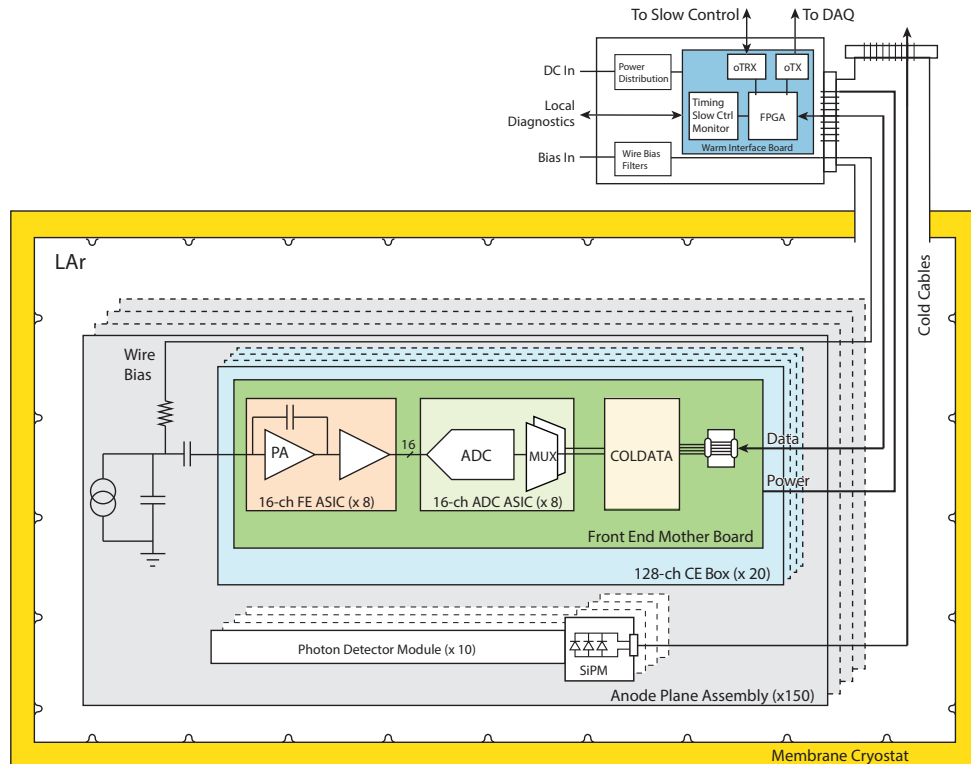 To Slow Control
To DAQ
DC In
Power
Distribution
oTRX
oTX
Local
Diagnostics
Timing
Slow Ctrl
Monitor
FPGA
Warm Interface Board
Bias In
Wire Bias
Filters
LAr
Cold Cables
Wire
Bias
PA
16
ADC
MUX
COLDATA
Data
Power
16-ch FE ASIC (x 8)
16-ch ADC ASIC (x 8)
Front End Mother Board
128-ch CE Box (x 20)
Photon Detector Module (x 10)
SiPM
Anode Plane Assembly (x150)
Membrane Cryostat